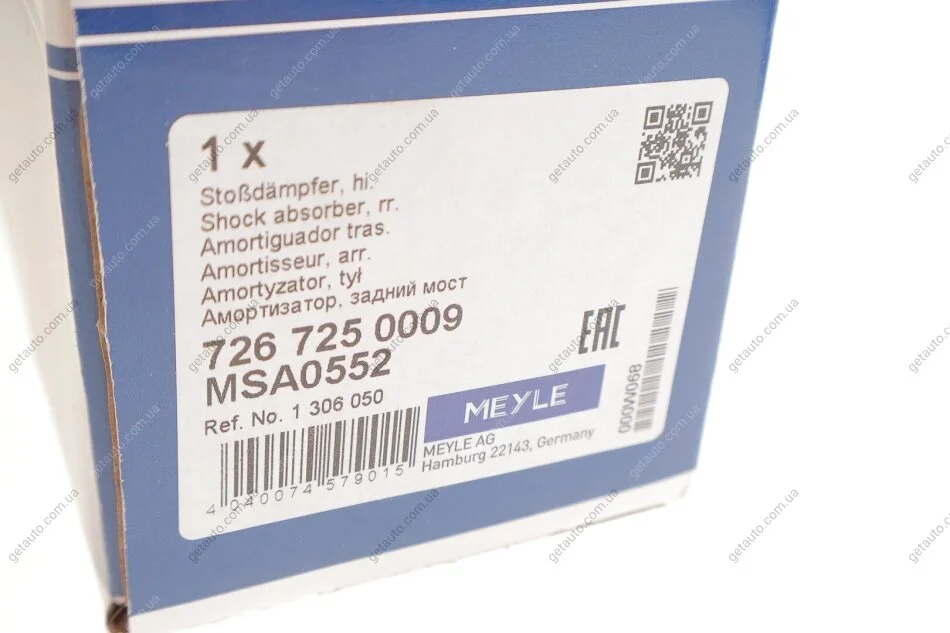 1 x
Stoßdämpfer, hi.
Shock absorber, rr.
Amortiguador tras.
Amortisseur, arr.
Amortyzator, tył
Амортизатор, задний мост
726 725 0009
MSA0552
Ref. No. 1 306 050
4 040074 579015
MEYLE
MEYLE AG
Hamburg 22143, Germany
EAC
000W068
getauto.com.ua